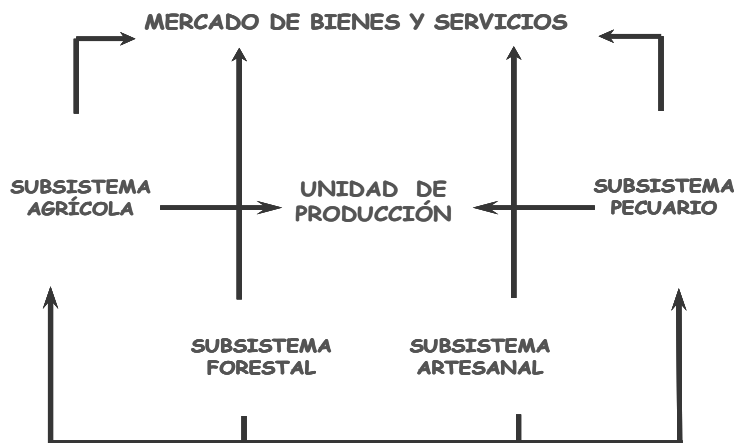 MERCADO DE BIENES Y SERVICIOS
SUBSISTEMA
AGRÍCOLA
UNIDAD DE
PRODUCCIÓN
SUBSISTEMA
PECUARIO
SUBSISTEMA
FORESTAL
SUBSISTEMA
ARTESANAL